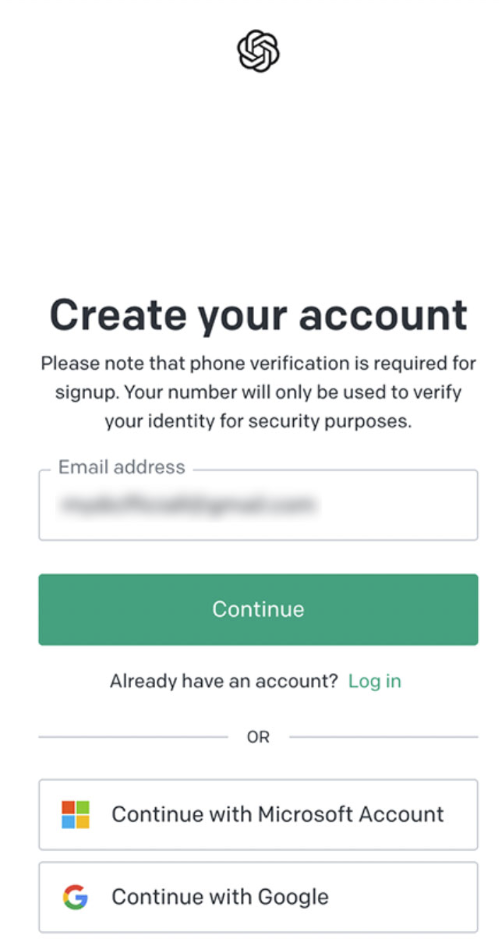 Create your account
Please note that phone verification is required for
signup. Your number will only be used to verify
your identity for security purposes.
Email address
Continue
Already have an account? Log in
OR
Continue with Microsoft Account
Continue with Google